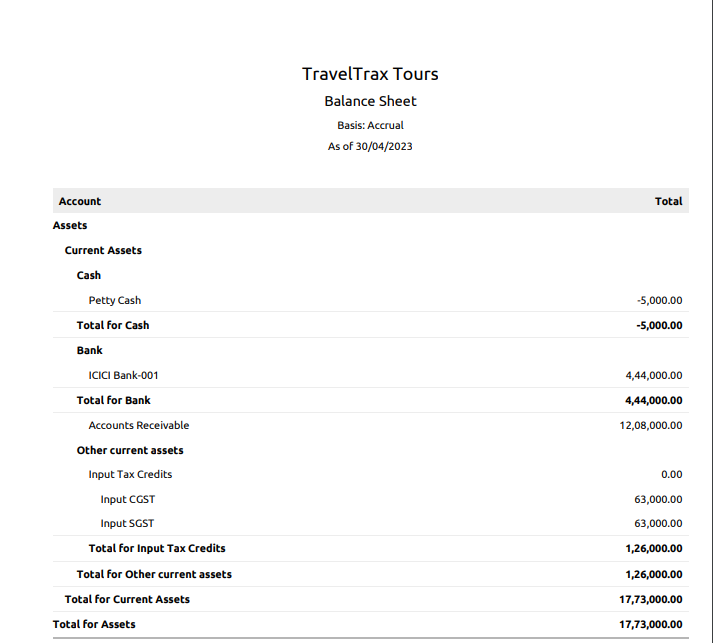 TravelTrax Tours
Balance Sheet
Basis: Accrual
As of 30/04/2023
Account Total
Assets
Current Assets
Cash
Petty Cash -5,000.00
Total for Cash -5,000.00
Bank
ICICI Bank-001 4,44,000.00
Total for Bank 4,44,000.00
Accounts Receivable 12,08,000.00
Other current assets
Input Tax Credits 0.00
Input CGST 63,000.00
Input SGST 63,000.00
Total for Input Tax Credits 1,26,000.00
Total for Other current assets 1,26,000.00
Total for Current Assets 17,73,000.00
Total for Assets 17,73,000.00